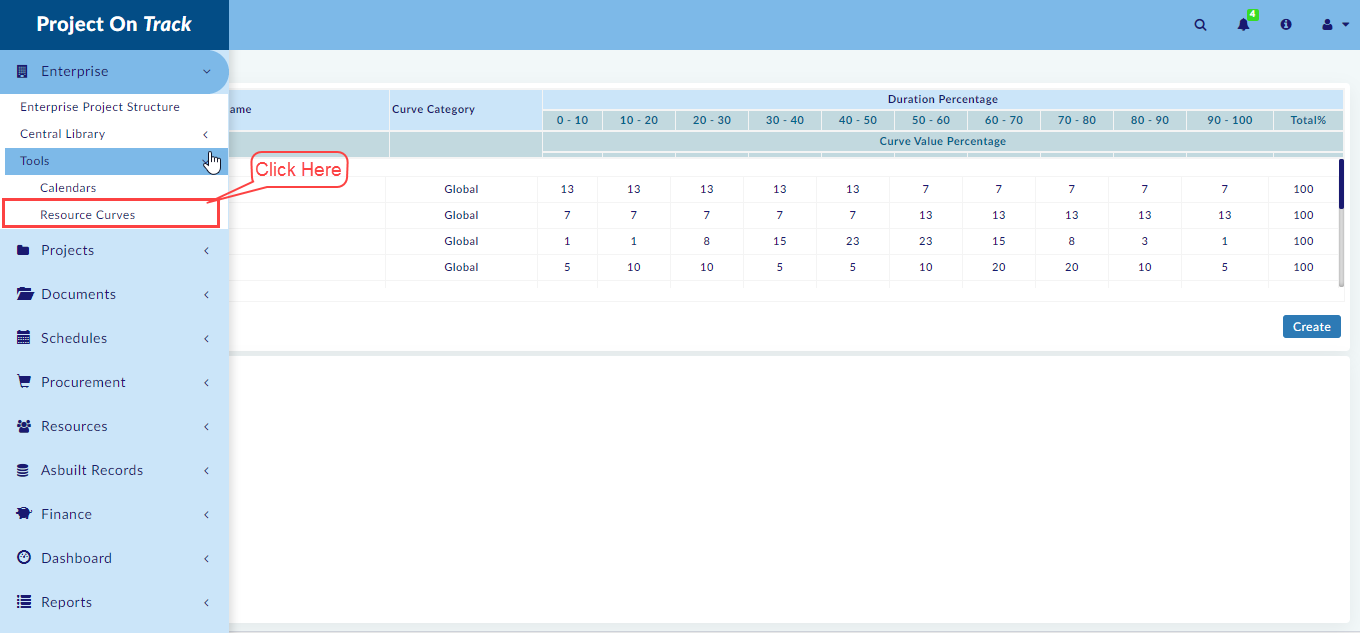 Project On Track
4
Enterprise
Enterprise Project Structure
Central Library
Tools
Calendars
Resource Curves
Click Here
Projects
Documents
Schedules
Procurement
Resources
Asbuilt Records
Finance
Dashboard
Reports
ame Curve Category Duration Percentage
0 - 10 10 - 20 20 - 30 30 - 40 40 - 50 50 - 60 60 - 70 70 - 80 80 - 90 90 - 100 Total%
Curve Value Percentage
Global 13 13 13 13 13 7 7 7 7 7 100
Global 7 7 7 7 7 13 13 13 13 13 100
Global 1 1 8 15 23 23 15 8 3 1 100
Global 5 10 10 5 5 10 20 20 10 5 100
Create